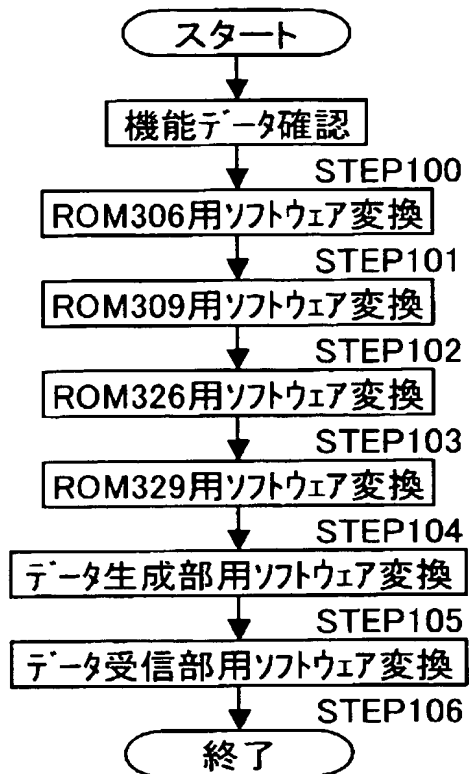 スタート
機能データ確認
STEP100
ROM306用ソフトウェア変換
STEP101
ROM309用ソフトウェア変換
STEP102
ROM326用ソフトウェア変換
STEP103
ROM329用ソフトウェア変換
STEP104
データ生成部用ソフトウェア変換
STEP105
データ受信部用ソフトウェア変換
STEP106
終了